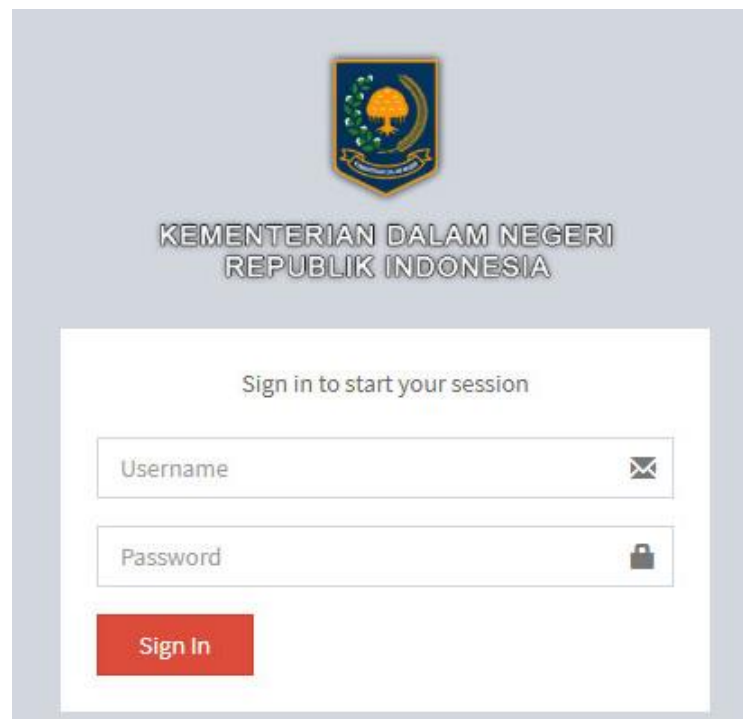 KEMENTERIAN DALAM NEGERI
REPUBLIK INDONESIA
Sign in to start your session
Username
Password
Sign In